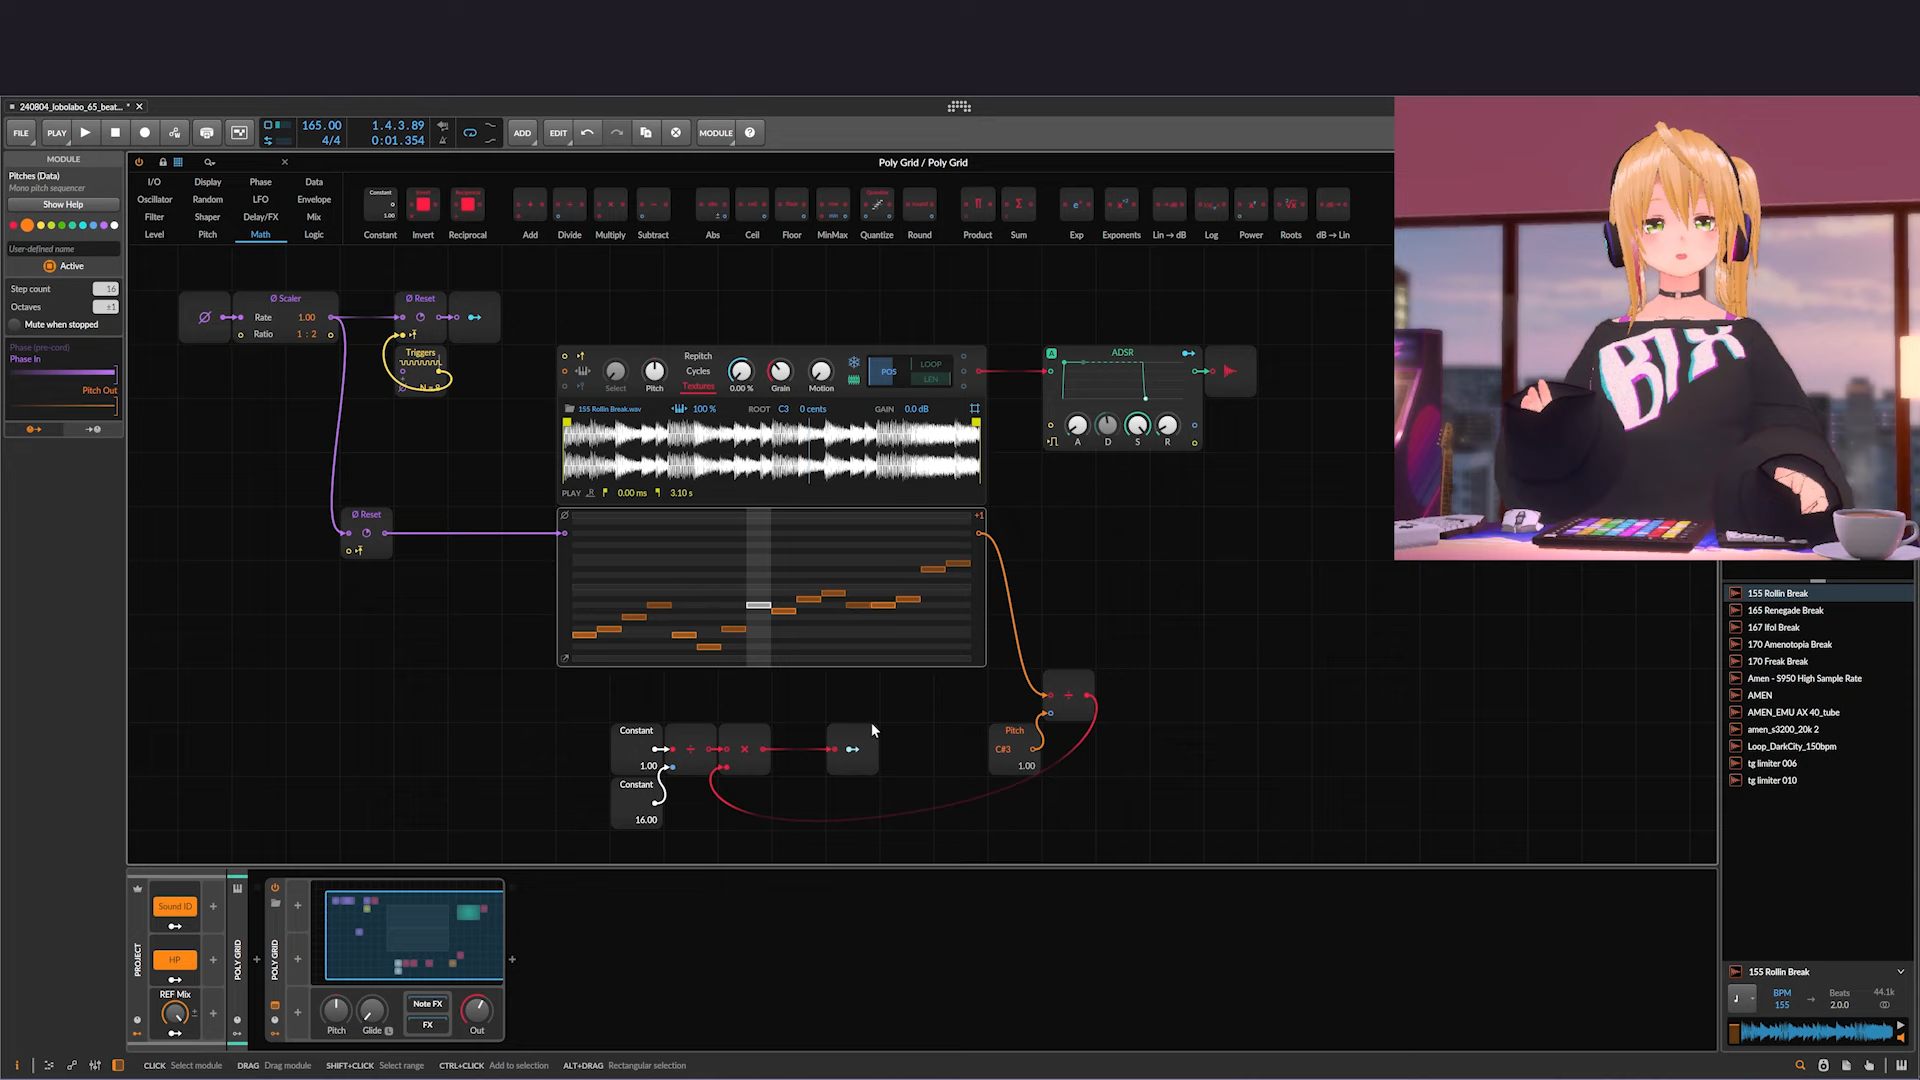 240804_lobolabo_65_beat... *
FILE
PLAY
165.00
4/4
1.4.3.89
0:01.354
ADD
EDIT
MODULE
MODULE
Pitches (Data)
Mono pitch sequencer
Show Help
User-defined name
Active
Step count 16
Octaves ±1
Mute when stopped
Phase (pre-cord)
Phase In
Pitch Out
Poly Grid / Poly Grid
I/O Display Phase Data
Oscillator Random LFO Envelope
Filter Shaper Delay/FX Mix
Level Pitch Math Logic
Constant
1.00
Constant Invert Reciprocal Add Divide Multiply Subtract Abs Ceil Floor MinMax Quantize Round Product Sum Exp Exponents Lin → dB Log Power Roots dB → Lin
Ø Scaler
Rate 1.00
Ratio 1 : 2
Ø Reset
Triggers
Select
Pitch
Repitch
Cycles
Textures
0.00 %
Grain
Motion
POS
LOOP
LEN
155 Rollin Break.wav
100 %
ROOT C3 0 cents
GAIN 0.0 dB
PLAY
0.00 ms
3.10 s
ADSR
A D S R
Ø Reset
+1
Constant
1.00
Constant
16.00
Pitch
C#3
1.00
BTX
155 Rollin Break
165 Renegade Break
167 Ifol Break
170 Amenotopia Break
170 Freak Break
Amen - S950 High Sample Rate
AMEN
AMEN_EMU AX 40_tube
amen_s3200_20k 2
Loop_DarkCity_150bpm
tg limiter 006
tg limiter 010
155 Rollin Break
BPM
155
Beats
2.0.0
44.1k
PROJECT
Sound ID
HP
REF Mix
POLY GRID
POLY GRID
Pitch
Glide L
Note FX
FX
Out
CLICK Select module DRAG Drag module SHIFT+CLICK Select range CTRL+CLICK Add to selection ALT+DRAG Rectangular selection